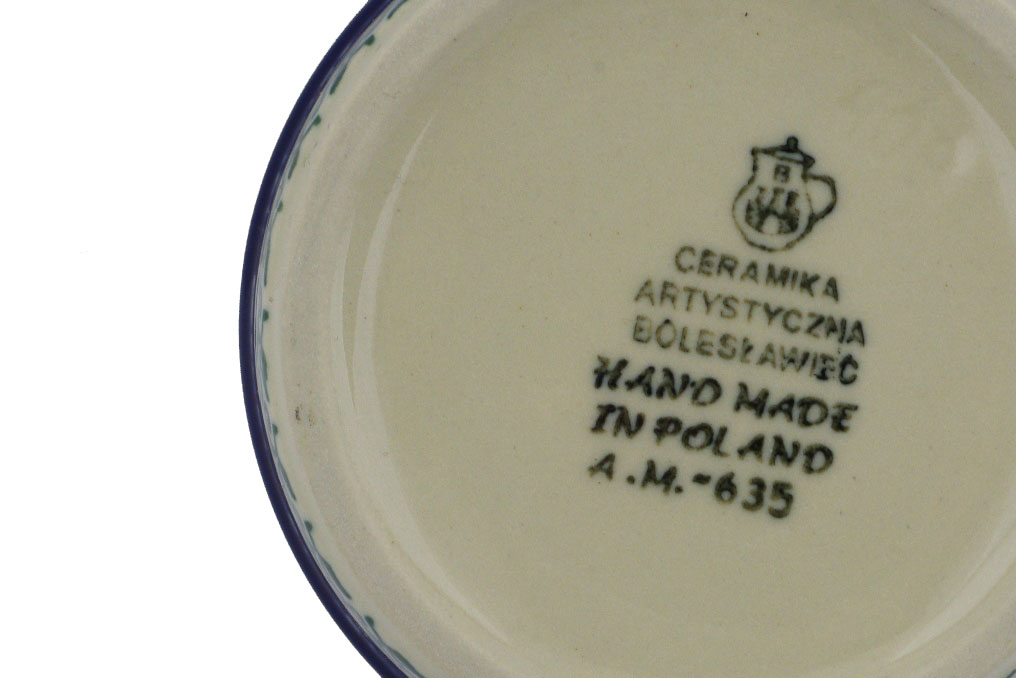 B
CERAMIKA
ARTYSTYCZNA
BOLESŁAWIEC
HAND MADE
IN POLAND
A.M.-635